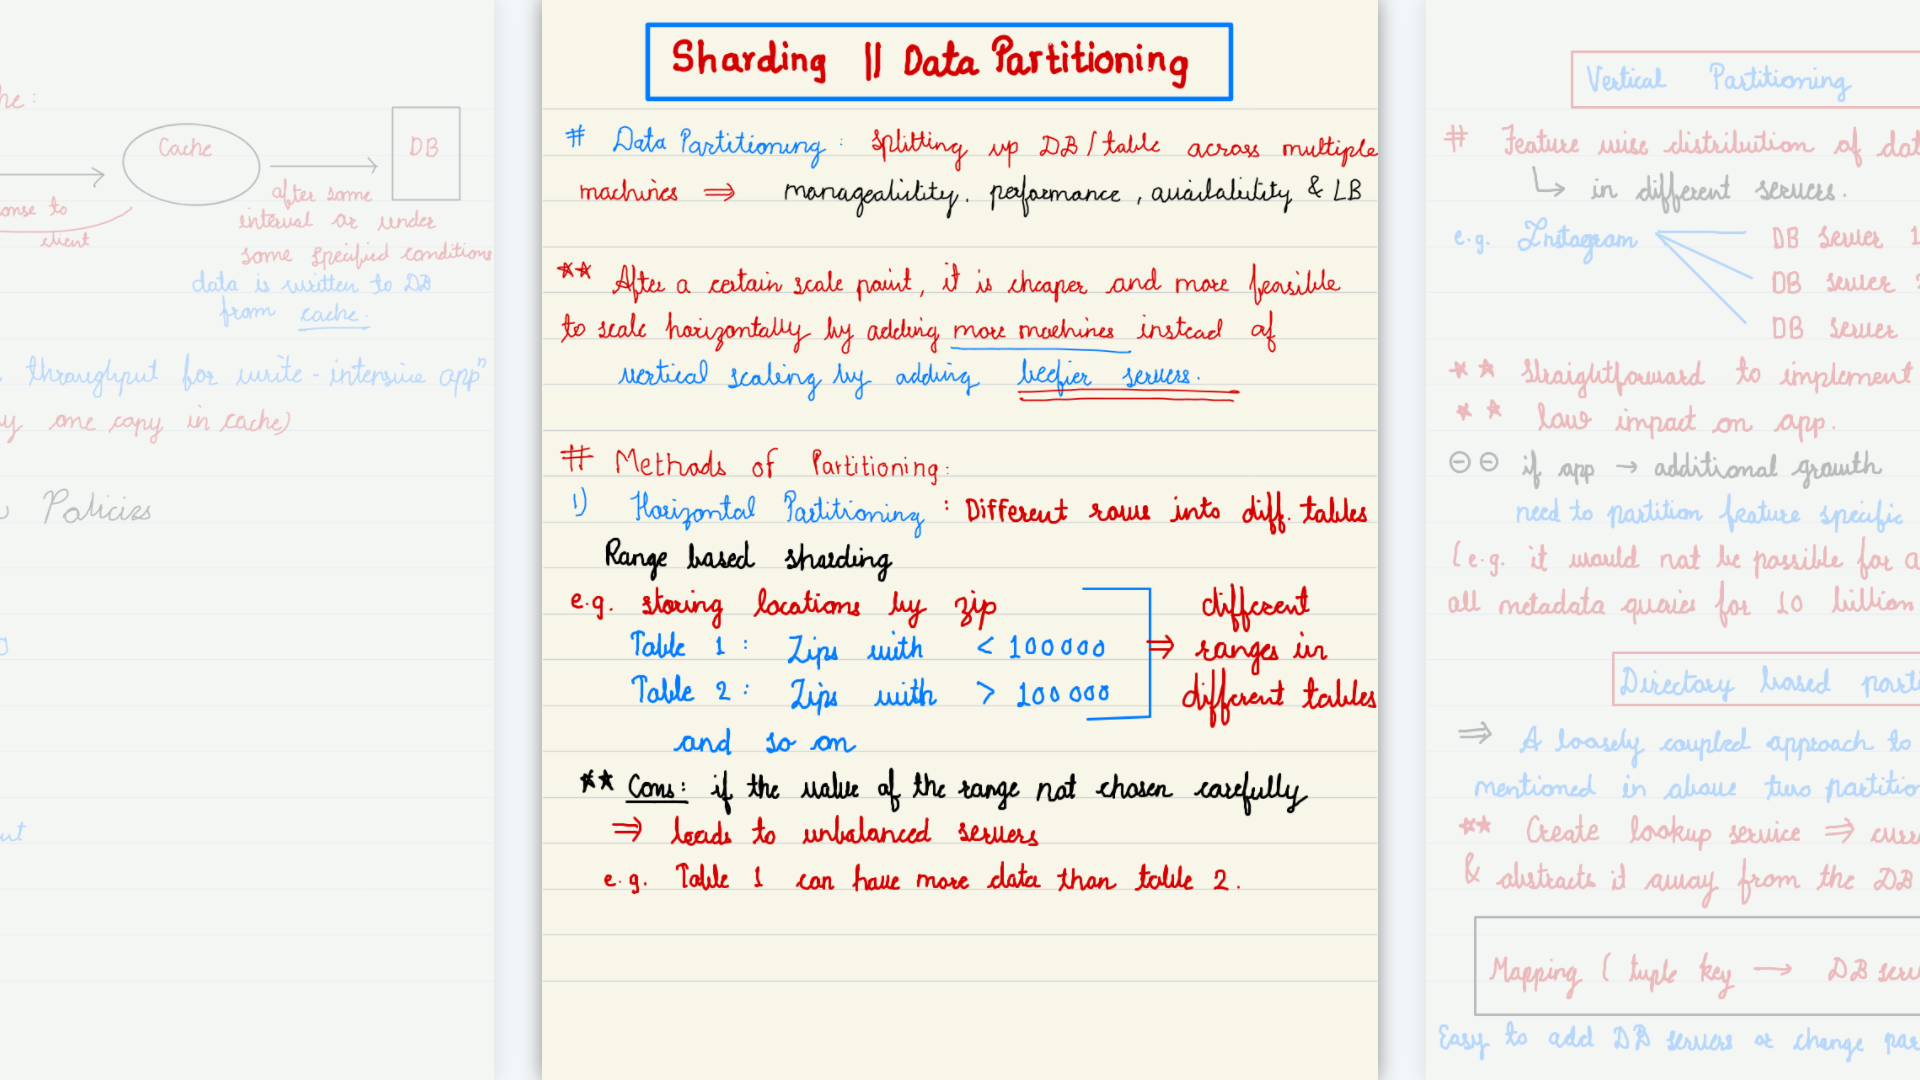 he:
Cache
DB
onse to
client
after some
interval or under
some specified conditions
data is written to DB
from cache.
throughput for write-intensive app"
y one copy in cache)
Policies
Sharding || Data Partitioning
# Data Partitioning: Splitting up DB/table across multiple
machines ⇒ manageability, performance, availability & LB
** After a certain scale point, it is cheaper and more feasible
to scale horizontally by adding more machines instead of
vertical scaling by adding beefier servers.
# Methods of Partitioning:
1) Horizontal Partitioning : Different rows into diff. tables
Range based sharding
e.g. storing locations by zip
Table 1 : Zips with < 100000
Table 2 : Zips with > 100000
⇒ different
ranges in
different tables
and so on
** Cons: if the value of the range not chosen carefully
⇒ leads to unbalanced servers
e.g. Table 1 can have more data than table 2.
Vertical Partitioning
# Feature wise distribution of dat
↳ in different servers.
e.g. Instagram
DB server 1
DB server 2
DB server
** Straightforward to implement
** low impact on app.
⊖⊖ if app → additional growth
need to partition feature specific
(e.g. it would not be possible for a
all metadata queries for 10 billion
Directory based parti
⇒ A loosely coupled approach to
mentioned in above two partitio
** Create lookup service ⇒ curr
& abstracts it away from the DB
Mapping ( tuple key → DB serv
Easy to add DB servers or change par